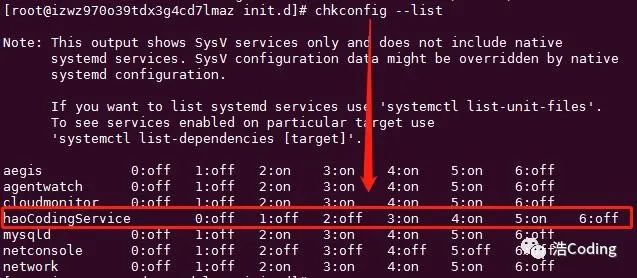 [root@izwz970o39tdx3g4cd7lmaz init.d]# chkconfig --list
Note: This output shows SysV services only and does not include native
systemd services. SysV configuration data might be overridden by native
systemd configuration.
If you want to list systemd services use 'systemctl list-unit-files'.
To see services enabled on particular target use
'systemctl list-dependencies [target]'.
aegis 0:off 1:off 2:on 3:on 4:on 5:on 6:off
agentwatch 0:off 1:off 2:on 3:on 4:on 5:on 6:off
cloudmonitor 0:off 1:off 2:on 3:on 4:on 5:on 6:off
haoCodingService 0:off 1:off 2:off 3:on 4:on 5:on 6:off
mysqld 0:off 1:off 2:on 3:on 4:on 5:on 6:off
netconsole 0:off 1:off 2:off 3:off 4:off 5:off 6:off
network 0:off 1:off 2:on 3:on 4:on 5:on 6:off
浩Coding